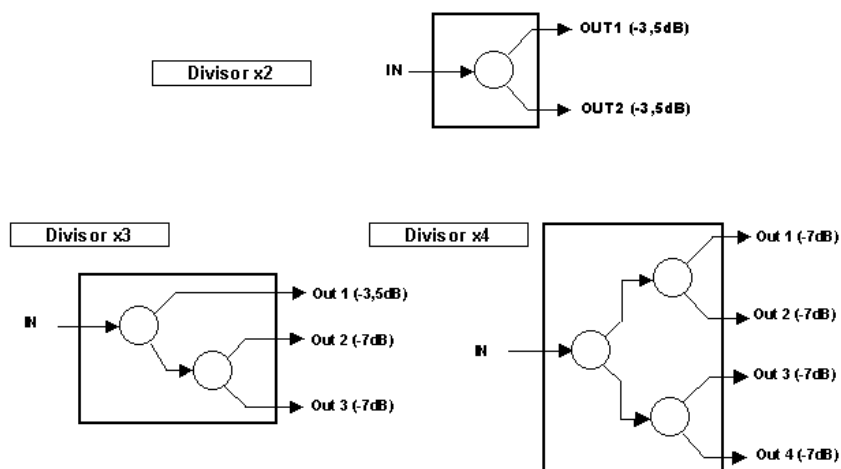 OUT1 (-3,5dB)
Divisor x2
IN
OUT2 (-3,5dB)
Divisor x3
Out 1 (-3,5dB)
IN
Out 2 (-7dB)
Out 3 (-7dB)
Divisor x4
Out 1 (-7dB)
Out 2 (-7dB)
IN
Out 3 (-7dB)
Out 4 (-7dB)